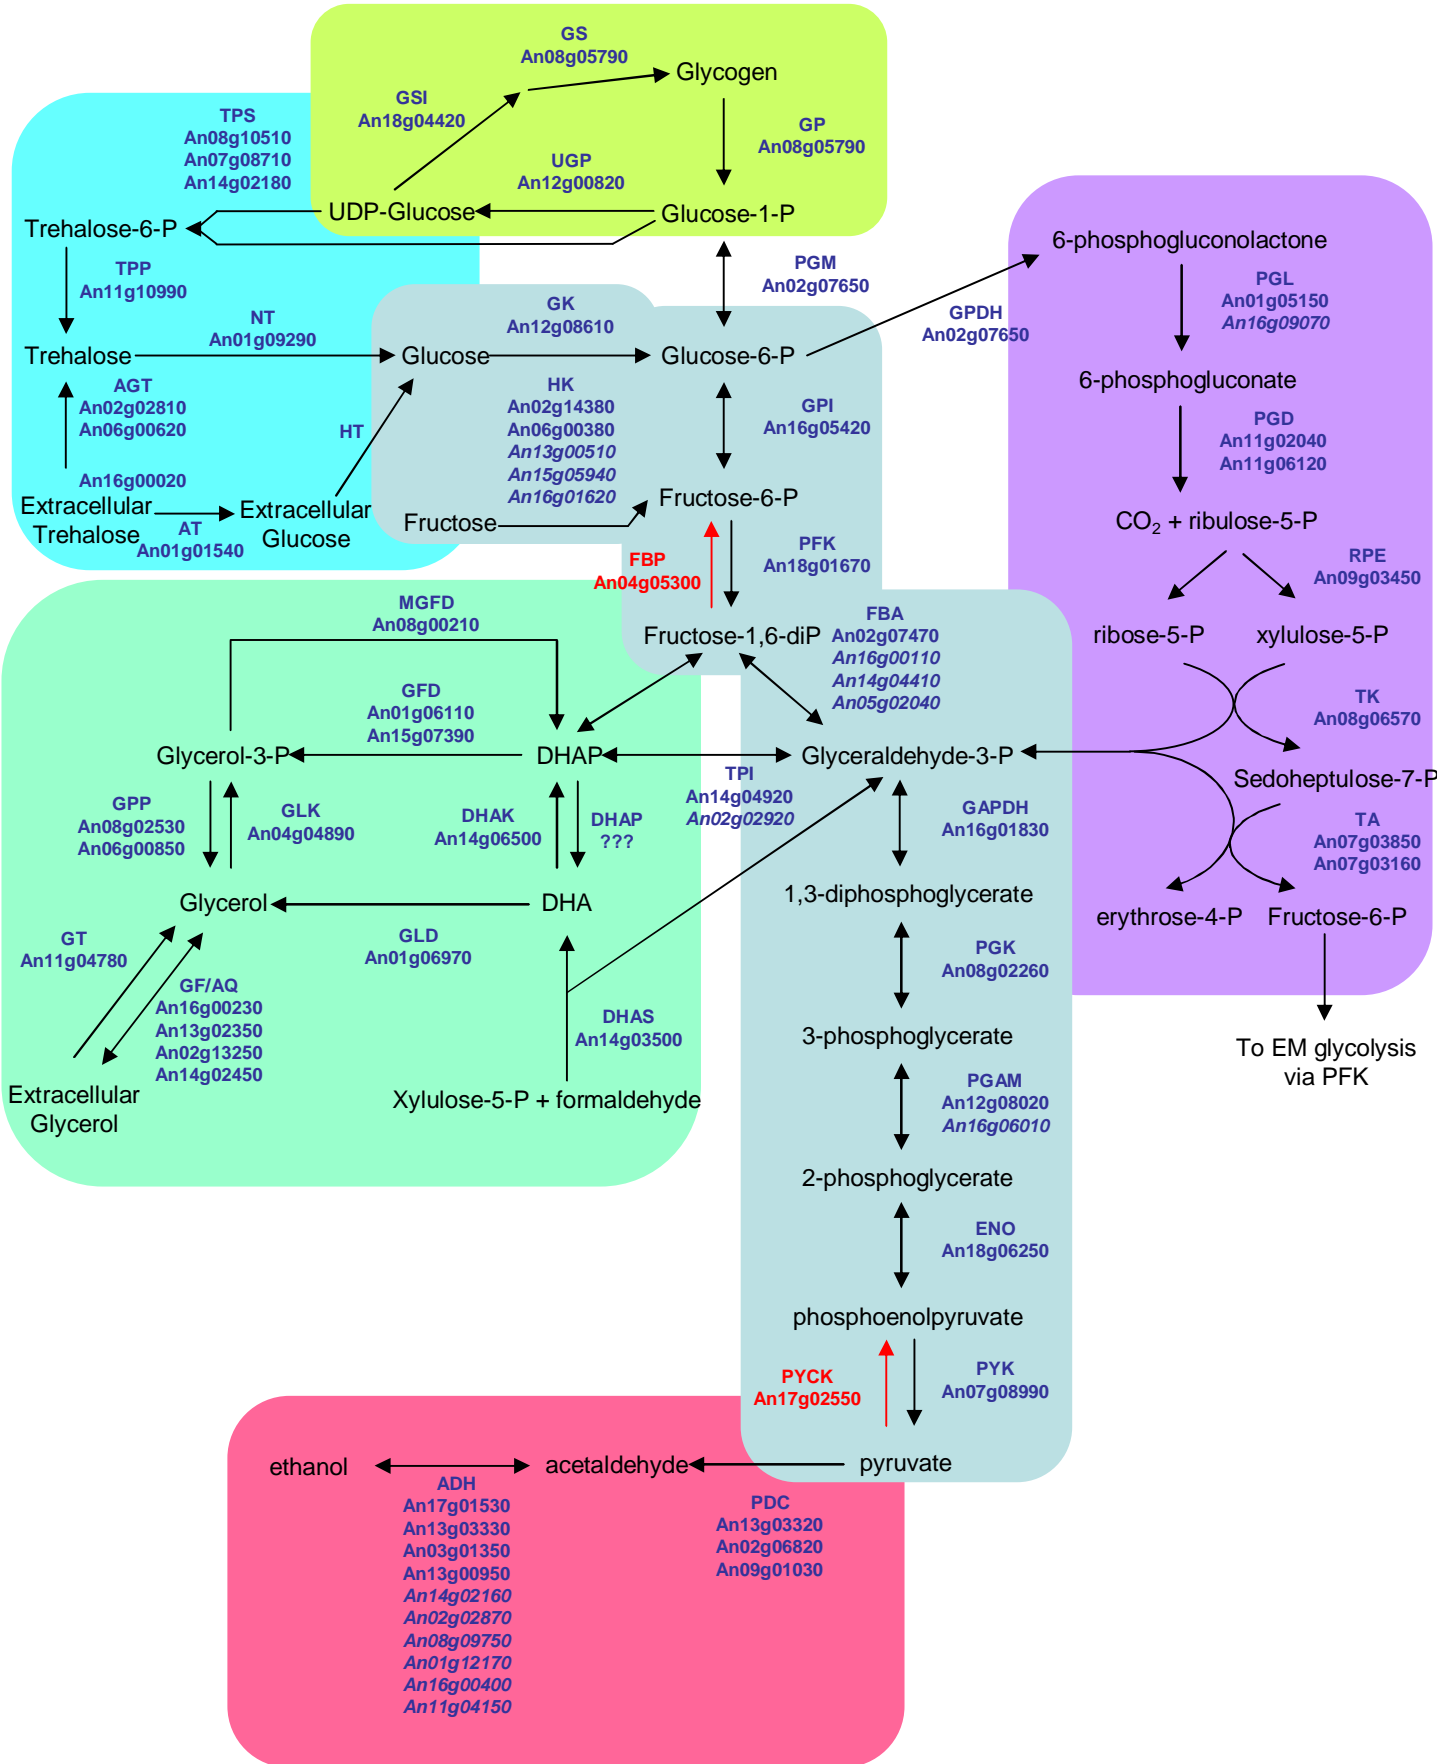 GS
An08g05790
Glycogen
GSI
An18g04420
GP
An08g05790
UGP
An12g00820
UDP-Glucose
Glucose-1-P
TPS
An08g10510
An07g08710
An14g02180
Trehalose-6-P
TPP
An11g10990
NT
An01g09290
Trehalose
AGT
An02g02810
An06g00620
An16g00020
Extracellular
Trehalose
AT
An01g01540
Extracellular
Glucose
HT
PGM
An02g07650
GK
An12g08610
Glucose
Glucose-6-P
HK
An02g14380
An06g00380
An13g00510
An15g05940
An16g01620
GPI
An16g05420
Fructose
Fructose-6-P
FBP
An04g05300
PFK
An18g01670
Fructose-1,6-diP
FBA
An02g07470
An16g00110
An14g04410
An05g02040
GPDH
An02g07650
6-phosphogluconolactone
PGL
An01g05150
An16g09070
6-phosphogluconate
PGD
An11g02040
An11g06120
CO2 + ribulose-5-P
RPE
An09g03450
ribose-5-P
xylulose-5-P
TK
An08g06570
Sedoheptulose-7-P
TA
An07g03850
An07g03160
erythrose-4-P
Fructose-6-P
To EM glycolysis
via PFK
MGFD
An08g00210
GFD
An01g06110
An15g07390
Glycerol-3-P
DHAP
TPI
An14g04920
An02g02920
Glyceraldehyde-3-P
GPP
An08g02530
An06g00850
GLK
An04g04890
DHAK
An14g06500
DHAP
???
Glycerol
DHA
GLD
An01g06970
GT
An11g04780
GF/AQ
An16g00230
An13g02350
An02g13250
An14g02450
Extracellular
Glycerol
DHAS
An14g03500
Xylulose-5-P + formaldehyde
GAPDH
An16g01830
1,3-diphosphoglycerate
PGK
An08g02260
3-phosphoglycerate
PGAM
An12g08020
An16g06010
2-phosphoglycerate
ENO
An18g06250
phosphoenolpyruvate
PYCK
An17g02550
PYK
An07g08990
pyruvate
ethanol
acetaldehyde
ADH
An17g01530
An13g03330
An03g01350
An13g00950
An14g02160
An02g02870
An08g09750
An01g12170
An16g00400
An11g04150
PDC
An13g03320
An02g06820
An09g01030